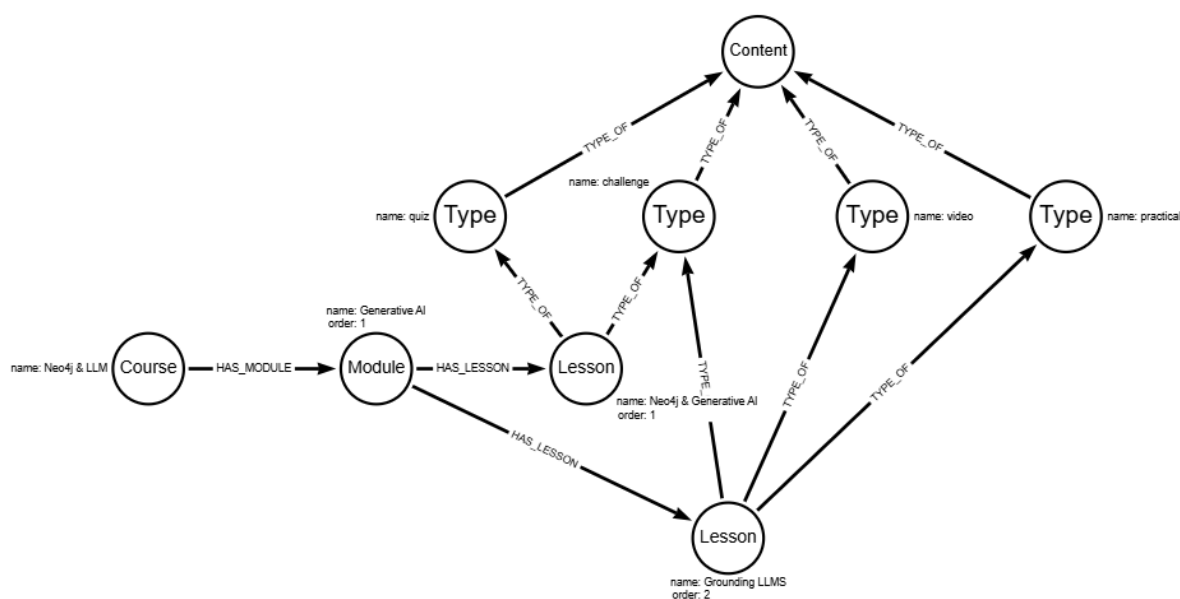 Content
TYPE_OF
TYPE_OF
TYPE_OF
TYPE_OF
name: challenge
name: quiz
Type
Type
Type
name: video
Type
name: practical
TYPE_OF
TYPE_OF
name: Generative AI
order: 1
name: Neo4j & LLM
Course
HAS_MODULE
Module
HAS_LESSON
Lesson
TYPE_
TYPE_OF
TYPE_OF
name: Neo4j & Generative AI
order: 1
HAS_LESSON
Lesson
name: Grounding LLMS
order: 2